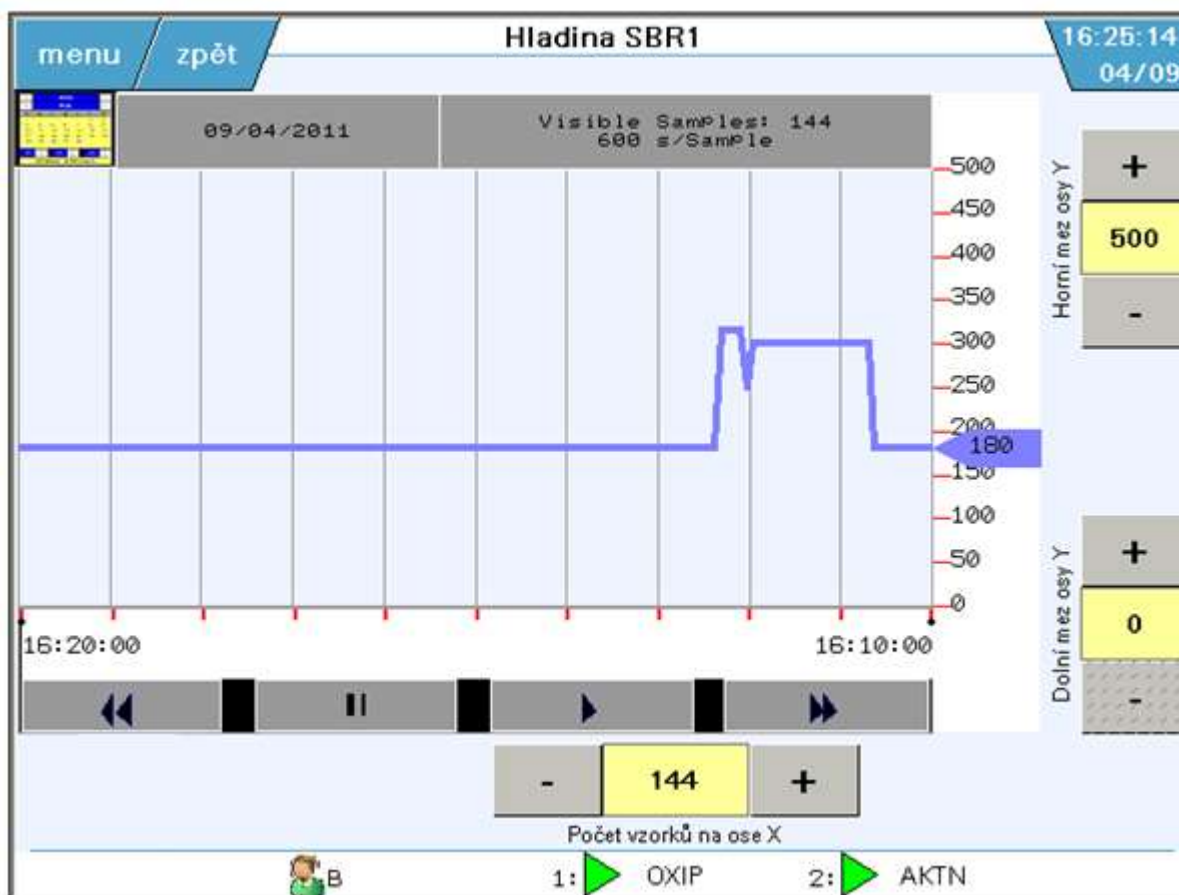 menu
zpět
Hladina SBR1
16:25:14
04/09
09/04/2011
Visible Samples: 144
600 s/Sample
500
450
400
350
300
250
200
180
150
100
50
0
16:20:00
16:10:00
Horní mez osy Y
+
500
-
Dolní mez osy Y
+
0
-
-
144
+
Počet vzorků na ose X
B
1:
OXIP
2:
AKTN